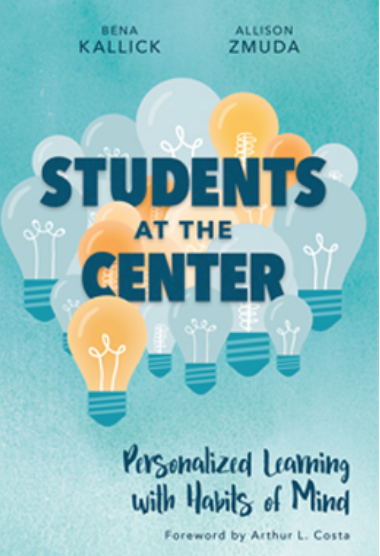 BENA
KALLICK
ALLISON
ZMUDA
STUDENTS
AT THE
CENTER
Personalized Learning
with Habits of Mind
Foreword by Arthur L. Costa